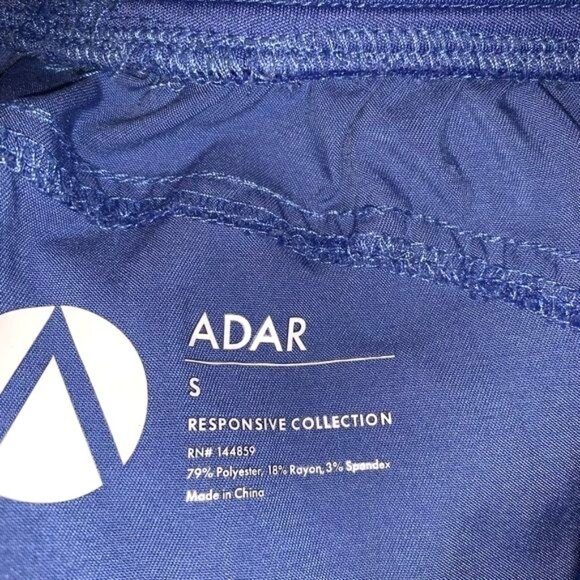 ADAR
S
RESPONSIVE COLLECTION
RN# 144859
79% Polyester, 18% Rayon, 3% Spandex
Made in China